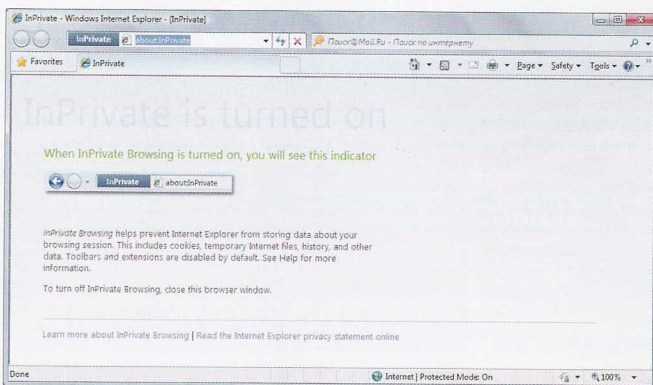 InPrivate - Windows Internet Explorer - [InPrivate]
InPrivate about:InPrivate Поиск@Mail.Ru - Поиск по интернету
Favorites InPrivate Page Safety Tools
InPrivate is turned on
When InPrivate Browsing is turned on, you will see this indicator
InPrivate about:InPrivate
InPrivate Browsing helps prevent Internet Explorer from storing data about your
browsing session. This includes cookies, temporary Internet files, history, and other
data. Toolbars and extensions are disabled by default. See Help for more
information.
To turn off InPrivate Browsing, close this browser window.
Learn more about InPrivate Browsing | Read the Internet Explorer privacy statement online
Done Internet | Protected Mode: On 100%